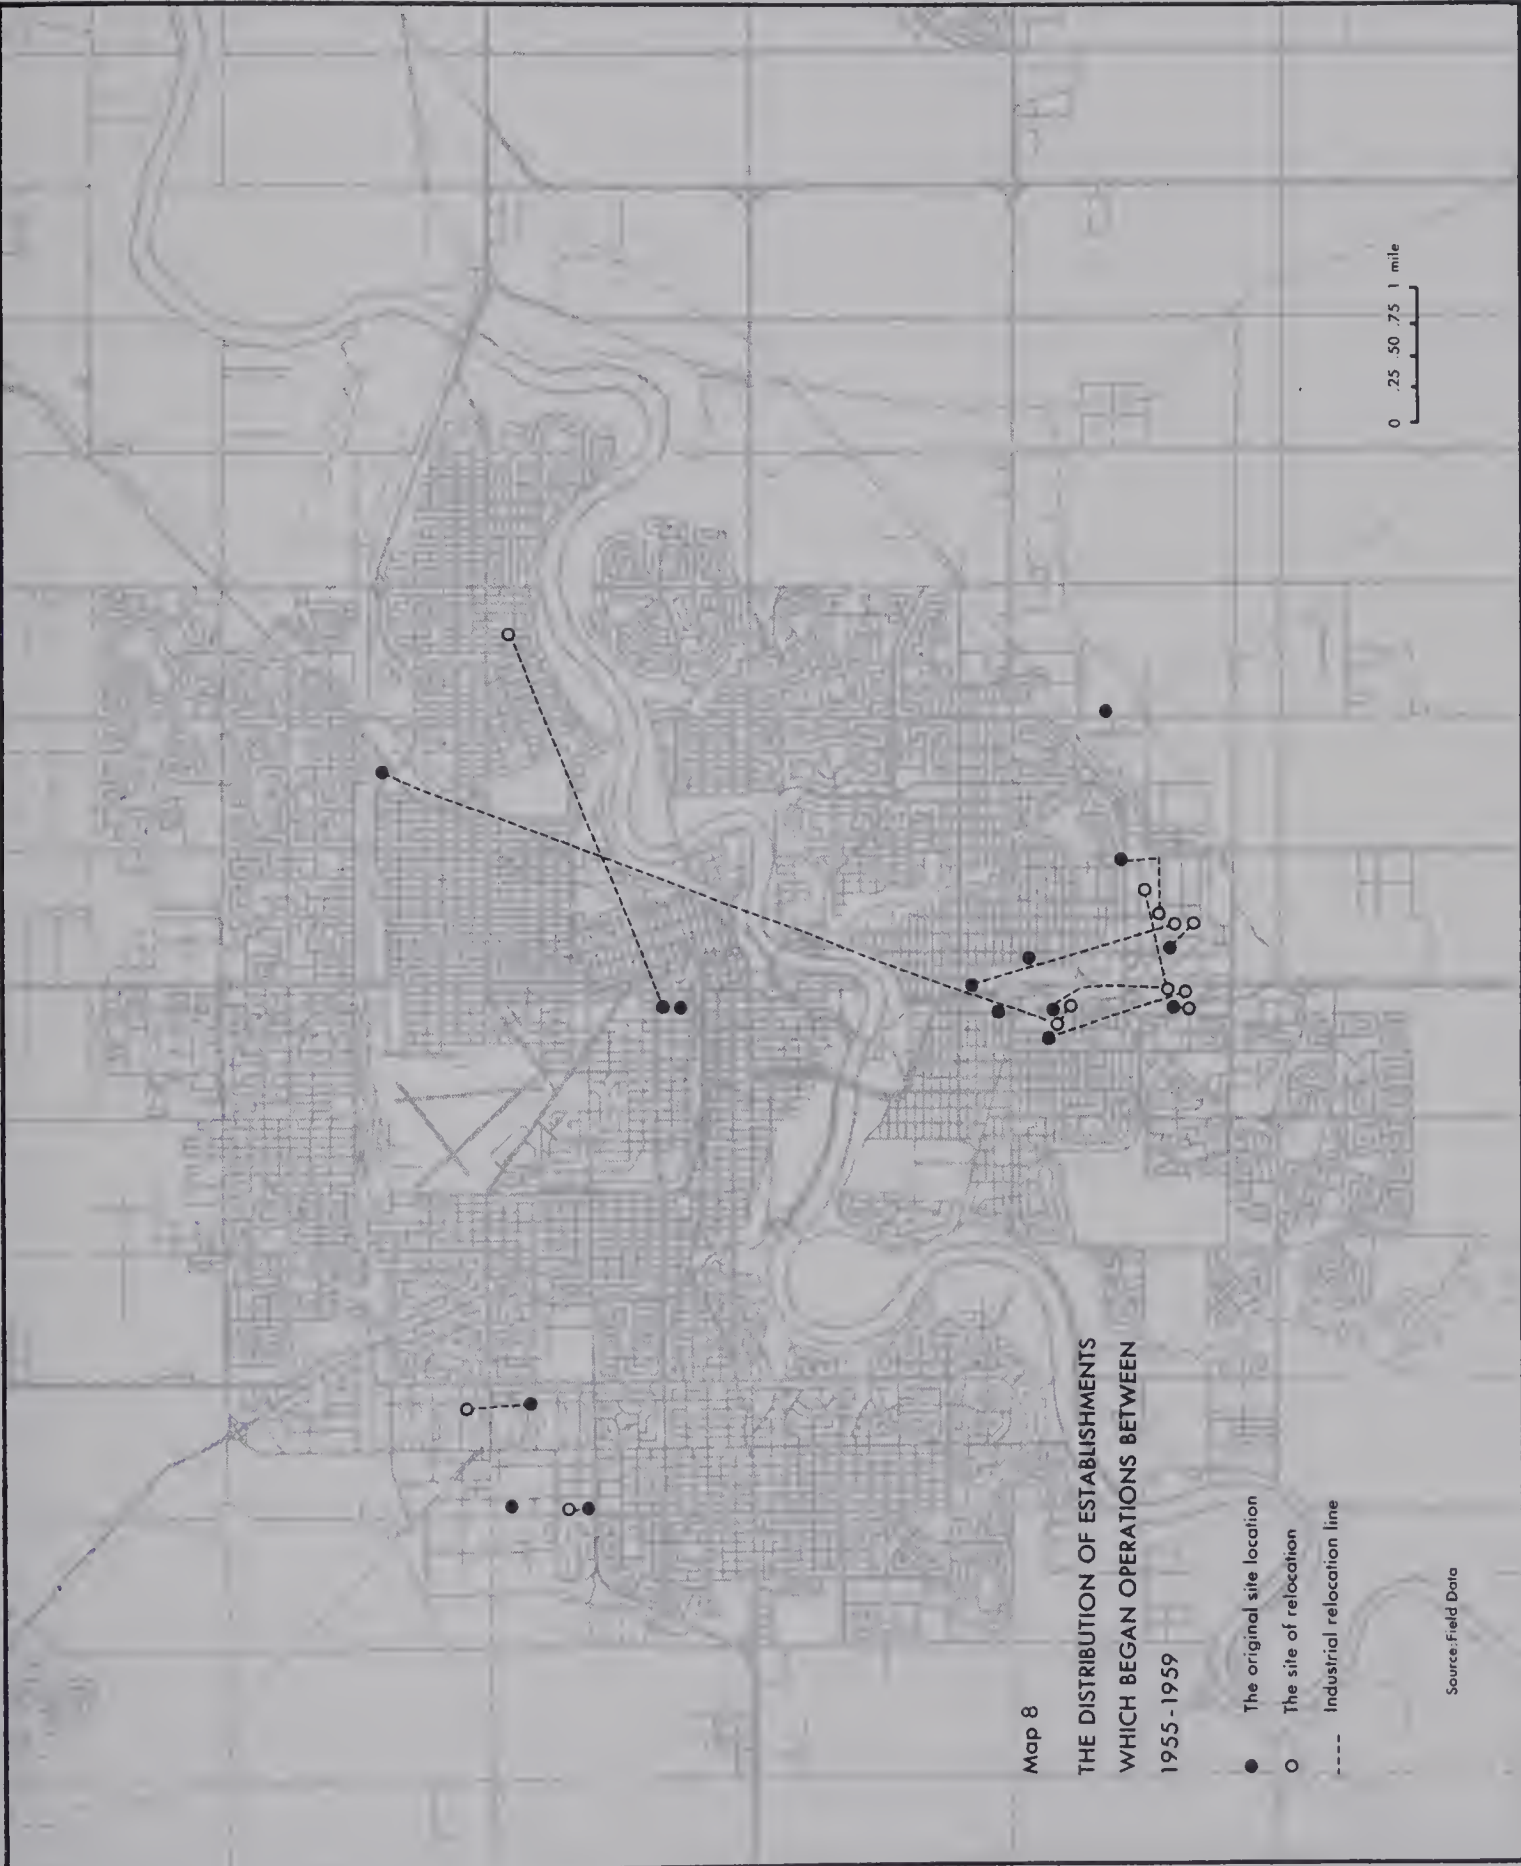 Map 8
THE DISTRIBUTION OF ESTABLISHMENTS
WHICH BEGAN OPERATIONS BETWEEN
1955-1959
The original site location
The site of relocation
Industrial relocation line
Source:Field Data
0 .25 .50 .75 1 mile